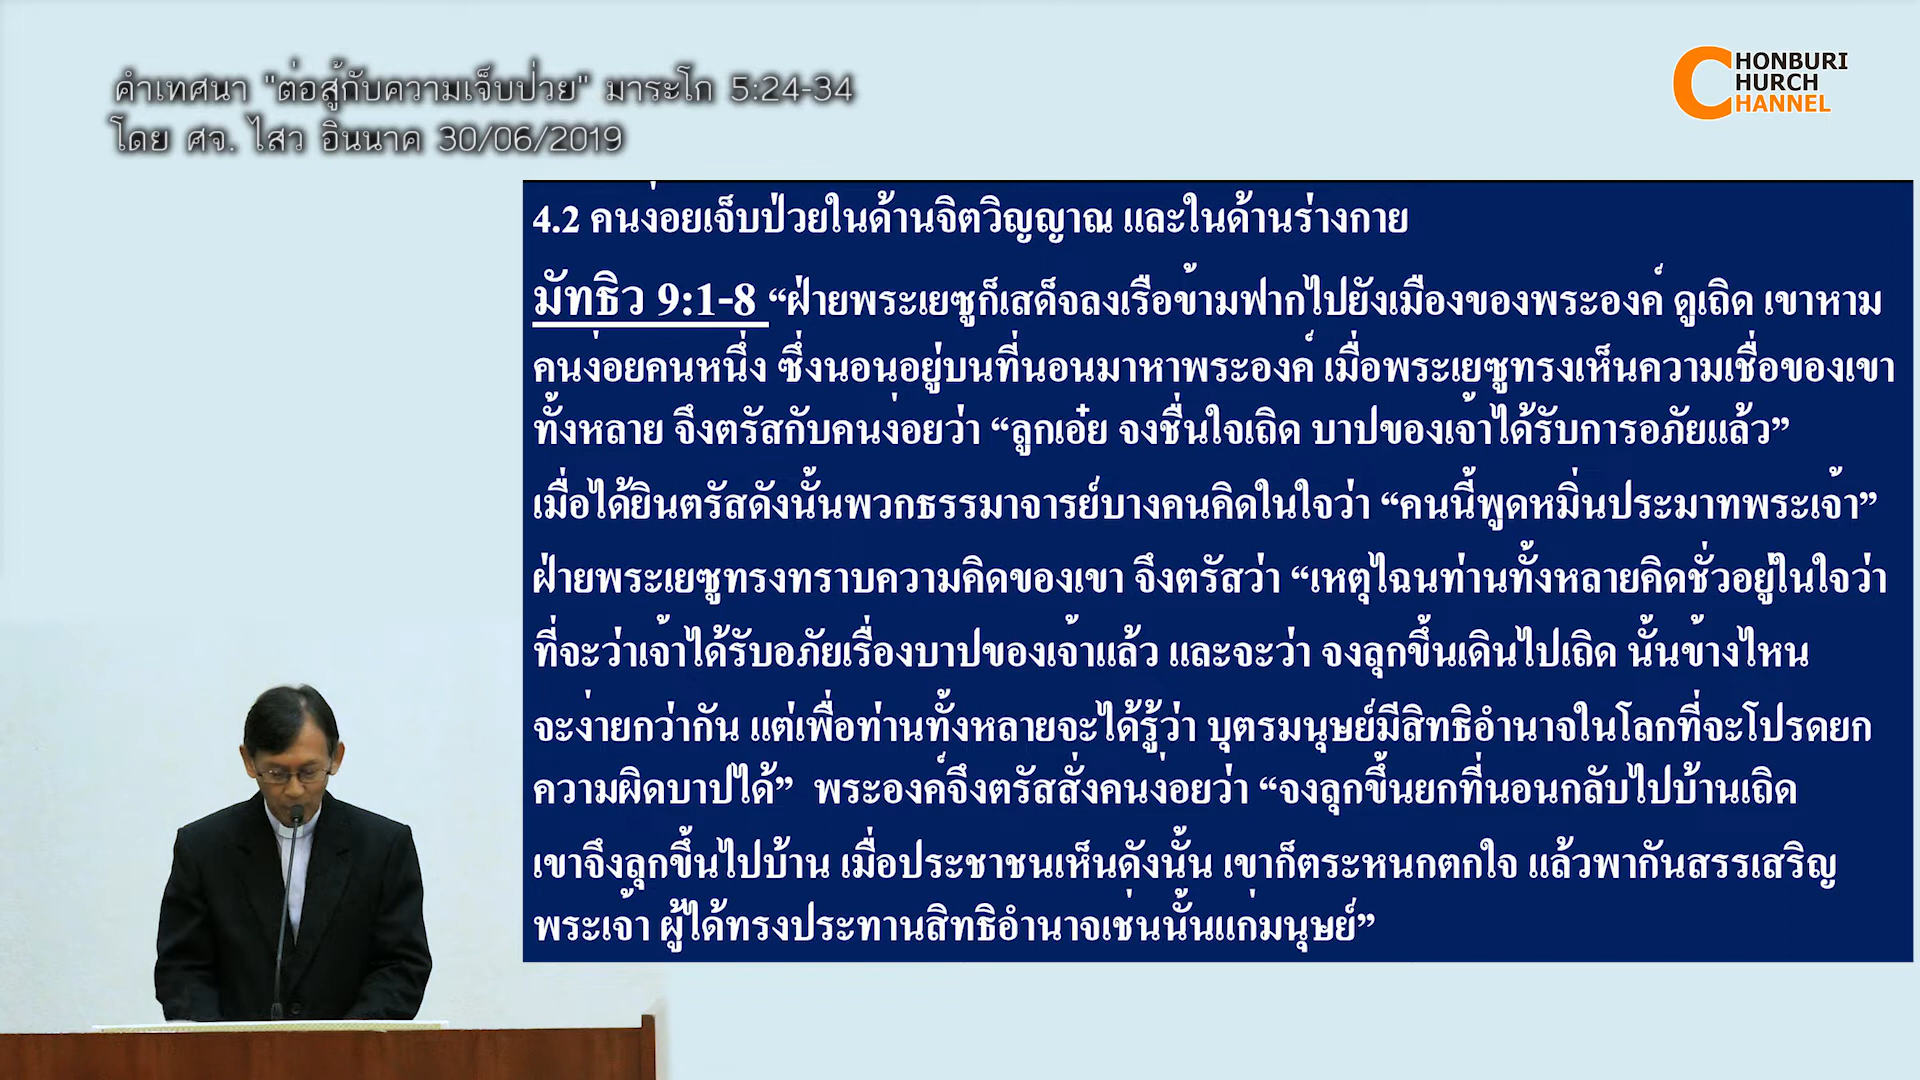 คำเทศนา "ต่อสู้กับความเจ็บป่วย" มาระโก 5:24-34
โดย ศจ. ไสว อินนาค 30/06/2019
CHONBURI
CHURCH
CHANNEL
4.2 คนง่อยเจ็บป่วยในด้านจิตวิญญาณ และในด้านร่างกาย
มัทธิว 9:1-8 “ฝ่ายพระเยซูก็เสด็จลงเรือข้ามฟากไปยังเมืองของพระองค์ ดูเถิด เขาหาม
คนง่อยคนหนึ่ง ซึ่งนอนอยู่บนที่นอนมาหาพระองค์ เมื่อพระเยซูทรงเห็นความเชื่อของเขา
ทั้งหลาย จึงตรัสกับคนง่อยว่า “ลูกเอ๋ย จงชื่นใจเถิด บาปของเจ้าได้รับการอภัยแล้ว”
เมื่อได้ยินตรัสดังนั้นพวกธรรมาจารย์บางคนคิดในใจว่า “คนนี้พูดหมิ่นประมาทพระเจ้า”
ฝ่ายพระเยซูทรงทราบความคิดของเขา จึงตรัสว่า “เหตุไฉนท่านทั้งหลายคิดชั่วอยู่ในใจว่า
ที่จะว่าเจ้าได้รับอภัยเรื่องบาปของเจ้าแล้ว และจะว่า จงลุกขึ้นเดินไปเถิด นั้นข้างไหน
จะง่ายกว่ากัน แต่เพื่อท่านทั้งหลายจะได้รู้ว่า บุตรมนุษย์มีสิทธิอำนาจในโลกที่จะโปรดยก
ความผิดบาปได้” พระองค์จึงตรัสสั่งคนง่อยว่า “จงลุกขึ้นยกที่นอนกลับไปบ้านเถิด
เขาจึงลุกขึ้นไปบ้าน เมื่อประชาชนเห็นดังนั้น เขาก็ตระหนกตกใจ แล้วพากันสรรเสริญ
พระเจ้า ผู้ได้ทรงประทานสิทธิอำนาจเช่นนั้นแก่มนุษย์”